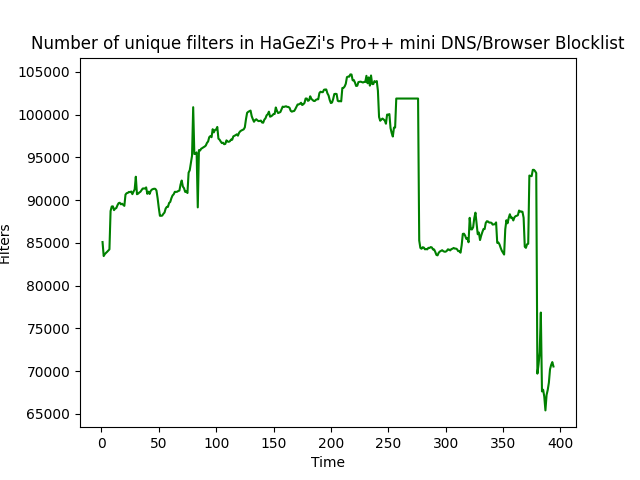 Number of unique filters in HaGeZi's Pro++ mini DNS/Browser Blocklist
105000
100000
95000
90000
85000
80000
75000
70000
65000
Filters
0 50 100 150 200 250 300 350 400
Time